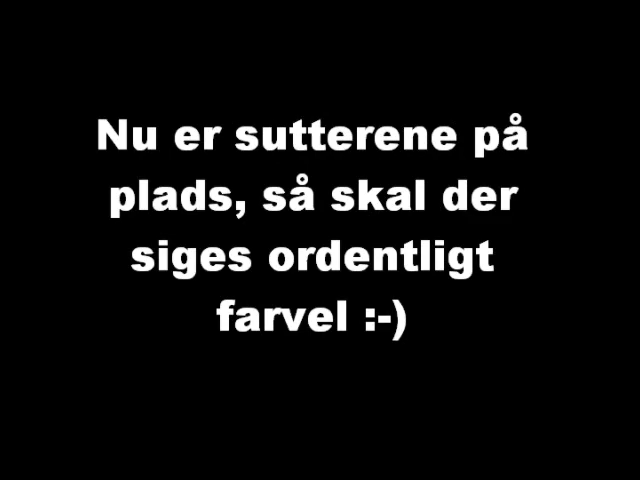 Nu er sutterene på
plads, så skal der
siges ordentligt
farvel :-)